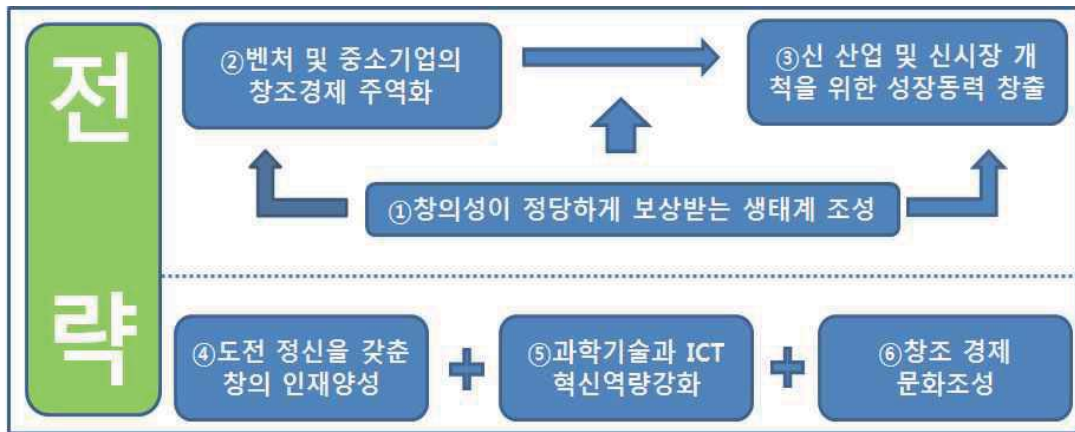 전
략
②벤처 및 중소기업의
창조경제 주역화
③신 산업 및 신시장 개
척을 위한 성장동력 창출
①창의성이 정당하게 보상받는 생태계 조성
④도전 정신을 갖춘
창의 인재양성
⑤과학기술과 ICT
혁신역량강화
⑥창조 경제
문화조성